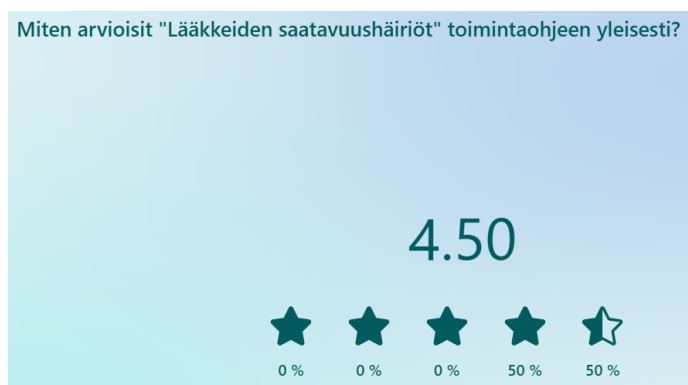 Miten arvioisit "Lääkkeiden saatavuushäiriöt" toimintaohjeen yleisesti?
4.50
0 % 0 % 0 % 50 % 50 %